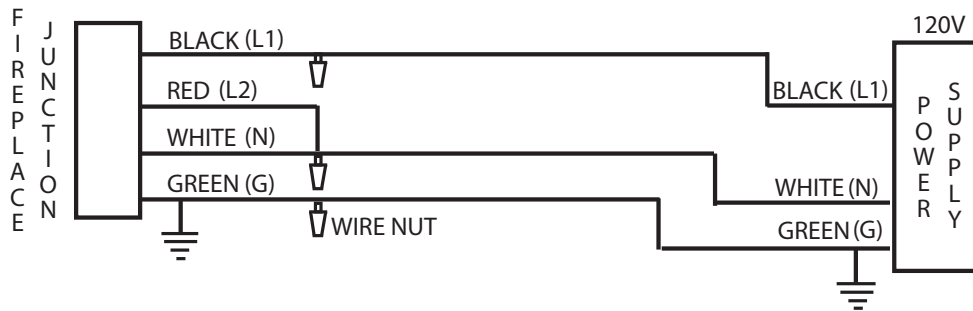 FIREPLACE
JUNCTION
BLACK (L1)
RED (L2)
WHITE (N)
GREEN (G)
WIRE NUT
120V
BLACK (L1)
WHITE (N)
GREEN (G)
POWER
SUPPLY